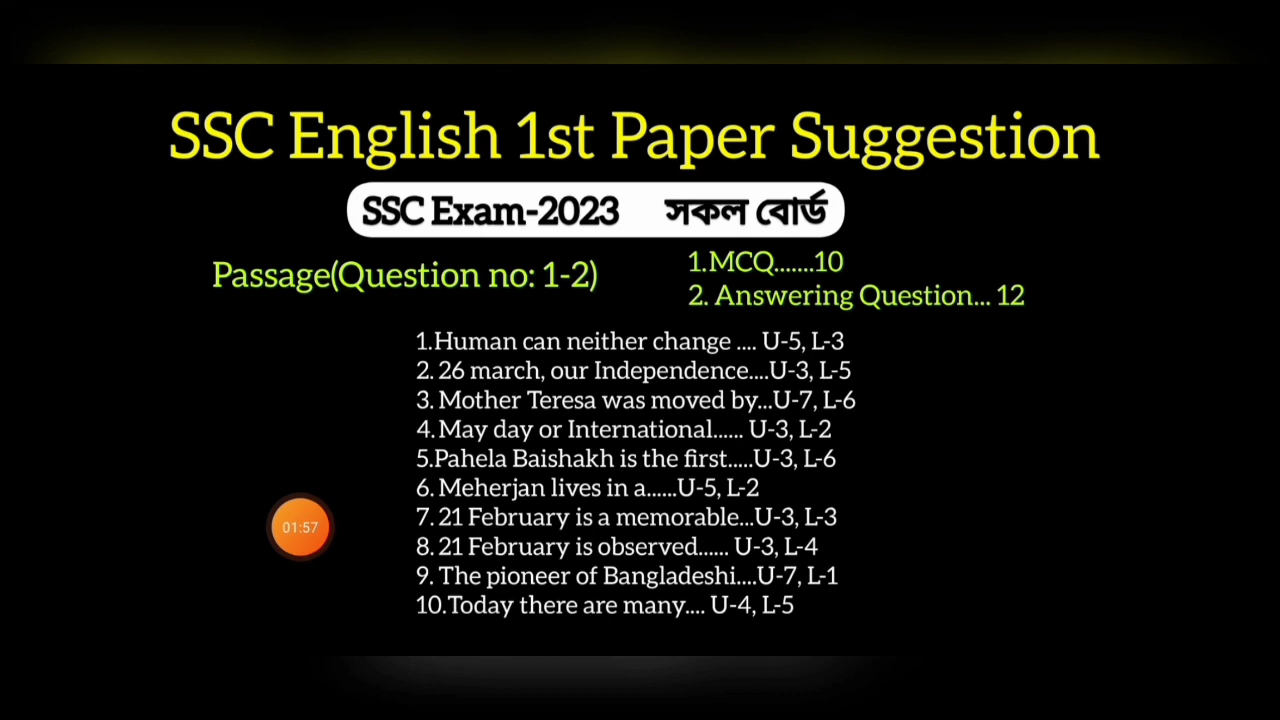 SSC English 1st Paper Suggestion
SSC Exam-2023 সকল বোর্ড
Passage(Question no: 1-2)
1.MCQ.......10
2. Answering Question... 12
1.Human can neither change .... U-5, L-3
2. 26 march, our Independence....U-3, L-5
3. Mother Teresa was moved by...U-7, L-6
4. May day or International...... U-3, L-2
5.Pahela Baishakh is the first.....U-3, L-6
6. Meherjan lives in a......U-5, L-2
7. 21 February is a memorable...U-3, L-3
8. 21 February is observed...... U-3, L-4
9. The pioneer of Bangladeshi....U-7, L-1
10.Today there are many.... U-4, L-5
01:57